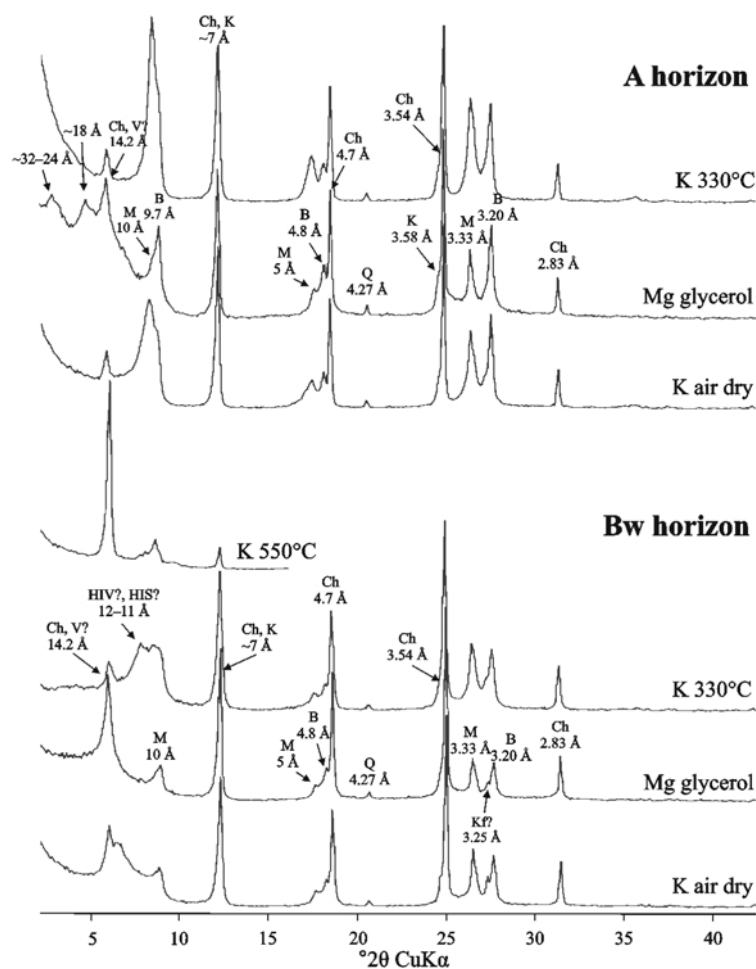 A horizon
Ch, K
~7 Å
Ch
3.54 Å
~18 Å
Ch, V?
14.2 Å
~32–24 Å
Ch
4.7 Å
K 330°C
M
10 Å
B
9.7 Å
B
4.8 Å
M
5 Å
Q
4.27 Å
K
3.58 Å
M
3.33 Å
B
3.20 Å
Ch
2.83 Å
Mg glycerol
K air dry
Bw horizon
K 550°C
HIV?, HIS?
12–11 Å
Ch
4.7 Å
Ch, V?
14.2 Å
Ch, K
~7 Å
Ch
3.54 Å
K 330°C
M
10 Å
M
5 Å
B
4.8 Å
Q
4.27 Å
M
3.33 Å
B
3.20 Å
Ch
2.83 Å
Mg glycerol
Kf?
3.25 Å
K air dry
5 10 15 20 25 30 35 40
°2θ CuKα